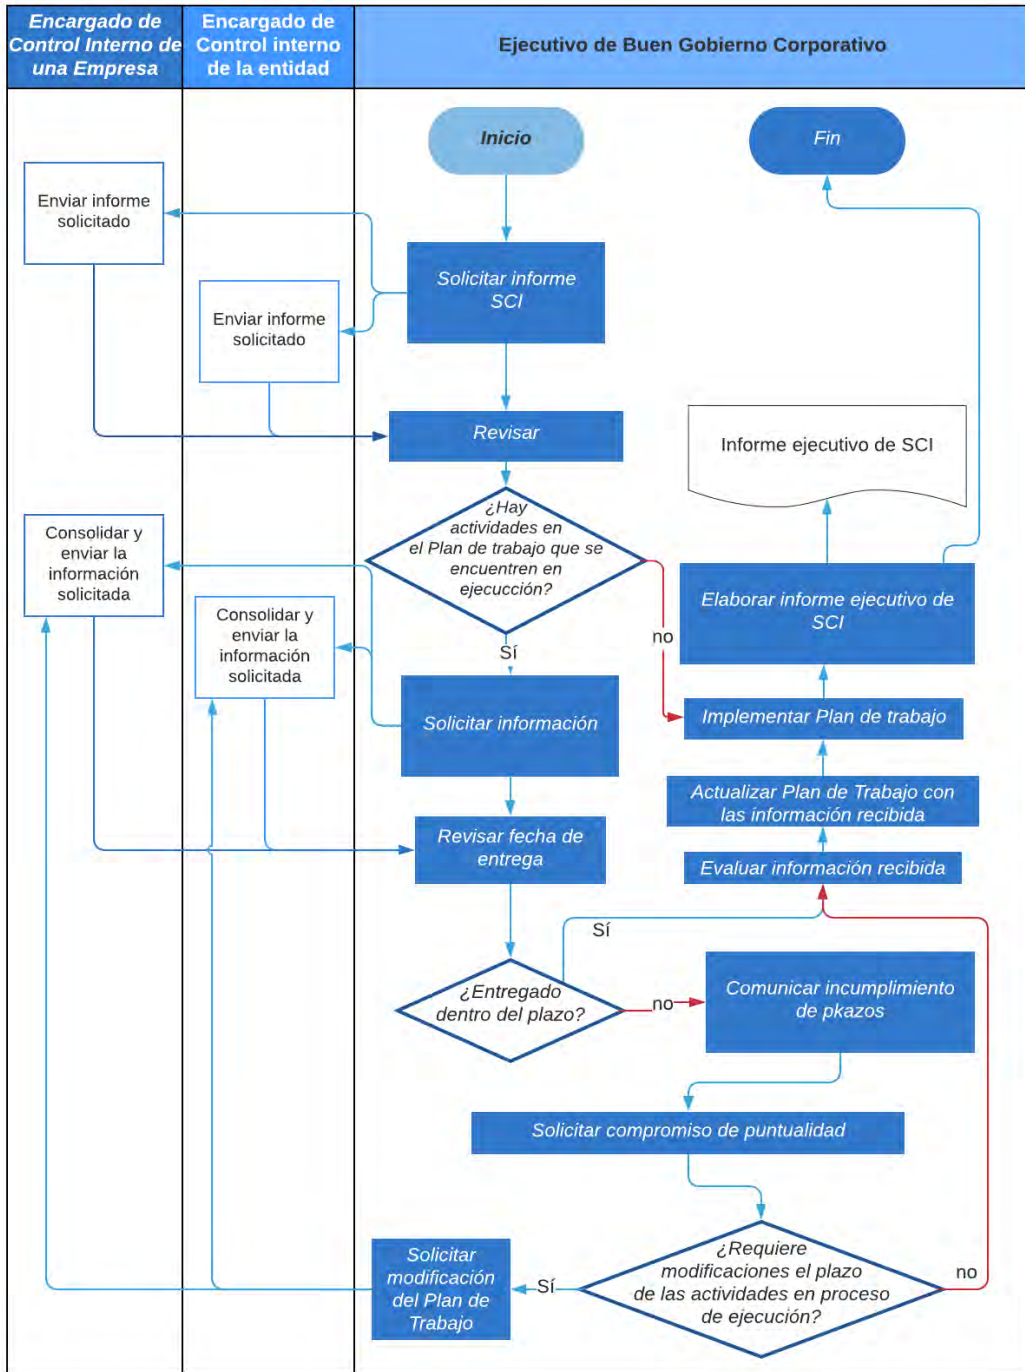 Encargado de
Control Interno de
una Empresa
Encargado de
Control interno
de la entidad
Ejecutivo de Buen Gobierno Corporativo
Inicio
Fin
Enviar informe
solicitado
Solicitar informe
SCI
Enviar informe
solicitado
Revisar
Informe ejecutivo de SCI
¿Hay
actividades en
el Plan de trabajo que se
encuentren en
ejecucción?
Consolidar y
enviar la
información
solicitada
Elaborar informe ejecutivo de
SCI
Consolidar y
enviar la
información
solicitada
no
Sí
Solicitar información
Implementar Plan de trabajo
Actualizar Plan de Trabajo con
las información recibida
Revisar fecha de
entrega
Evaluar información recibida
Sí
¿Entregado
dentro del plazo?
no
Comunicar incumplimiento
de pkazos
Solicitar compromiso de puntualidad
¿Requiere
modificaciones el plazo
de las actividades en proceso
de ejecución?
no
Sí
Solicitar
modificación
del Plan de
Trabajo